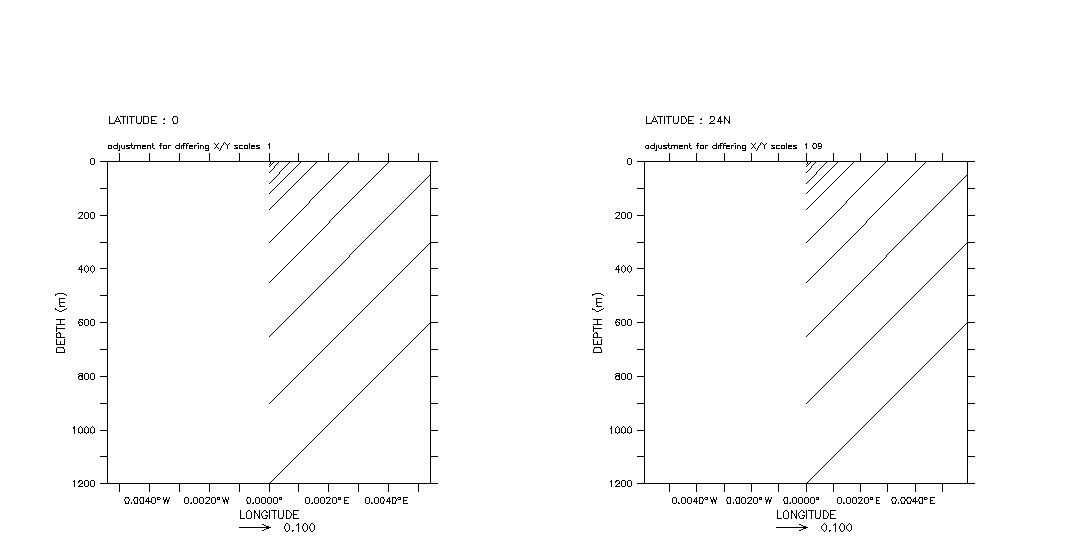 LATITUDE : 0
adjustment for differing X/Y scales 1
0
200
400
600
800
1000
1200
DEPTH (m)
0.0040°W 0.0020°W 0.0000° 0.0020°E 0.0040°E
LONGITUDE
0.100
LATITUDE : 24N
adjustment for differing X/Y scales 1 09
0
200
400
600
800
1000
1200
DEPTH (m)
0.0040°W 0.0020°W 0.0000° 0.0020°E 0.0040°E
LONGITUDE
0.100